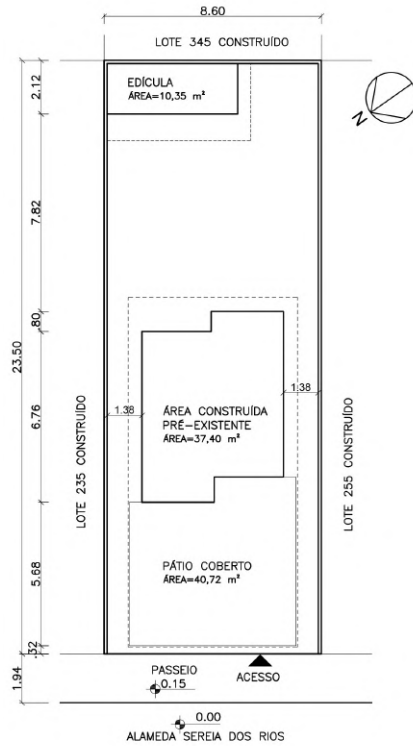 8.60
LOTE 345 CONSTRUÍDO
2.12
EDÍCULA
ÁREA=10,35 m²
N
7.82
.80
23.50
1.38
1.38
6.76
ÁREA CONSTRUÍDA
PRÉ-EXISTENTE
ÁREA=37,40 m²
LOTE 235 CONSTRUÍDO
LOTE 255 CONSTRUÍDO
5.68
PÁTIO COBERTO
ÁREA=40,72 m²
.32
1.94
PASSEIO
0.15
ACESSO
0.00
ALAMEDA SEREIA DOS RIOS